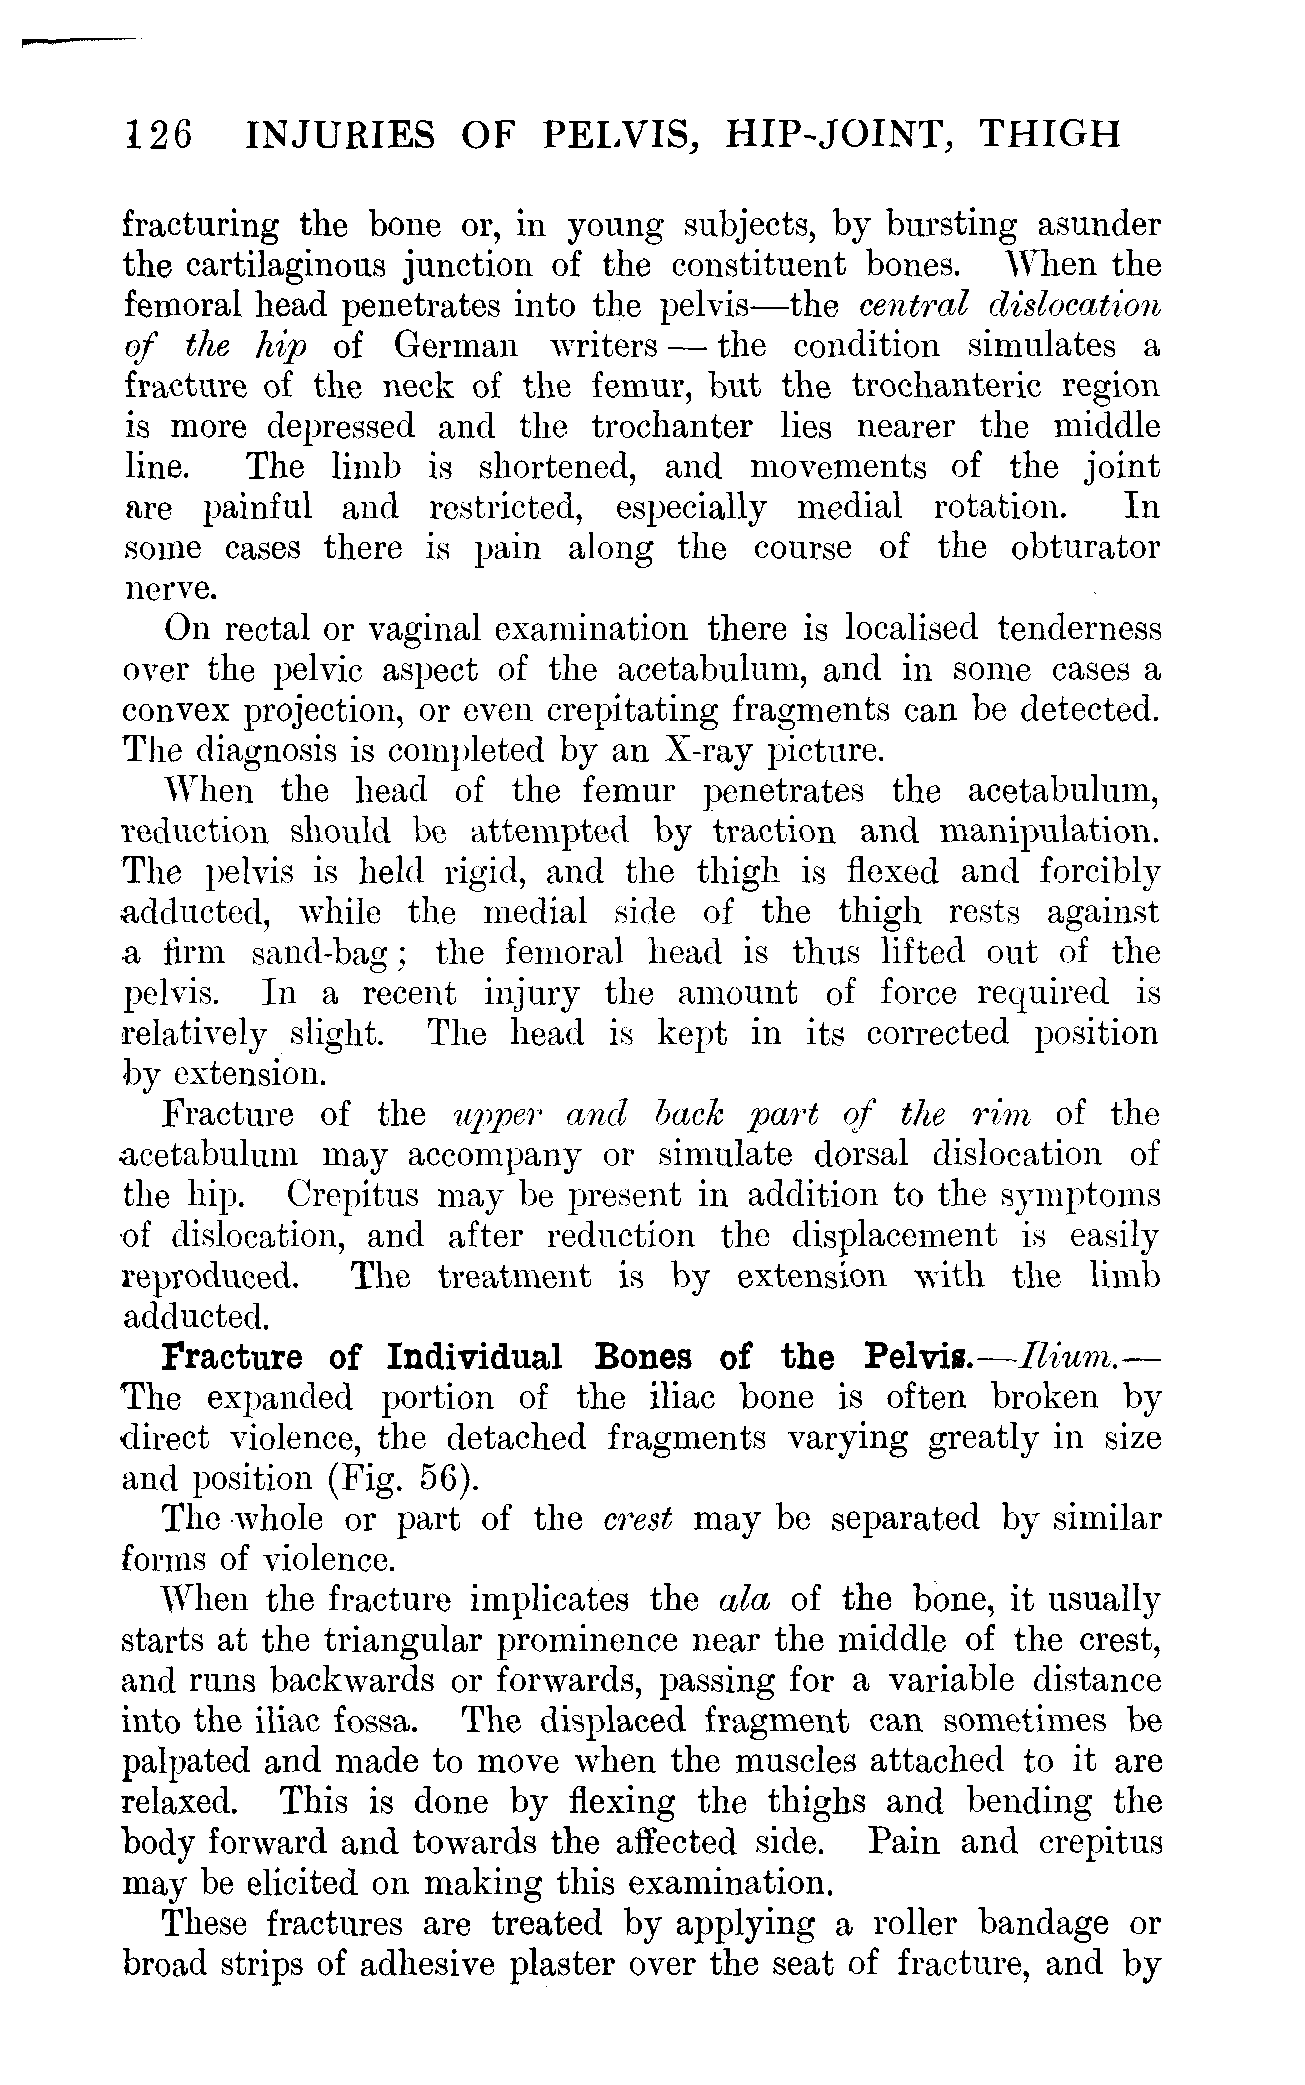 126 INJURIES OF PELVIS, HIP-JOINT, THIGH
fracturing the bone or, in young subjects, by bursting asunder
the cartilaginous junction of the constituent bones. When the
femoral head penetrates into the pelvis—the central dislocation
of the hip of German writers — the condition simulates a
fracture of the neck of the femur, but the trochanteric region
is more depressed and the trochanter lies nearer the middle
line. The limb is shortened, and movements of the joint
are painful and restricted, especially medial rotation. In
some cases there is pain along the course of the obturator
nerve.
On rectal or vaginal examination there is localised tenderness
over the pelvic aspect of the acetabulum, and in some cases a
convex projection, or even crepitating fragments can be detected.
The diagnosis is completed by an X-ray picture.
When the head of the femur penetrates the acetabulum,
reduction should be attempted by traction and manipulation.
The pelvis is held rigid, and the thigh is flexed and forcibly
adducted, while the medial side of the thigh rests against
a firm sand-bag; the femoral head is thus lifted out of the
pelvis. In a recent injury the amount of force required is
relatively slight. The head is kept in its corrected position
by extension.
Fracture of the upper and back part of the rim of the
acetabulum may accompany or simulate dorsal dislocation of
the hip. Crepitus may be present in addition to the symptoms
of dislocation, and after reduction the displacement is easily
reproduced. The treatment is by extension with the limb
adducted.
Fracture of Individual Bones of the Pelvis.—Ilium.—
The expanded portion of the iliac bone is often broken by
direct violence, the detached fragments varying greatly in size
and position (Fig. 56).
The whole or part of the crest may be separated by similar
forms of violence.
When the fracture implicates the ala of the bone, it usually
starts at the triangular prominence near the middle of the crest,
and runs backwards or forwards, passing for a variable distance
into the iliac fossa. The displaced fragment can sometimes be
palpated and made to move when the muscles attached to it are
relaxed. This is done by flexing the thighs and bending the
body forward and towards the affected side. Pain and crepitus
may be elicited on making this examination.
These fractures are treated by applying a roller bandage or
broad strips of adhesive plaster over the seat of fracture, and by